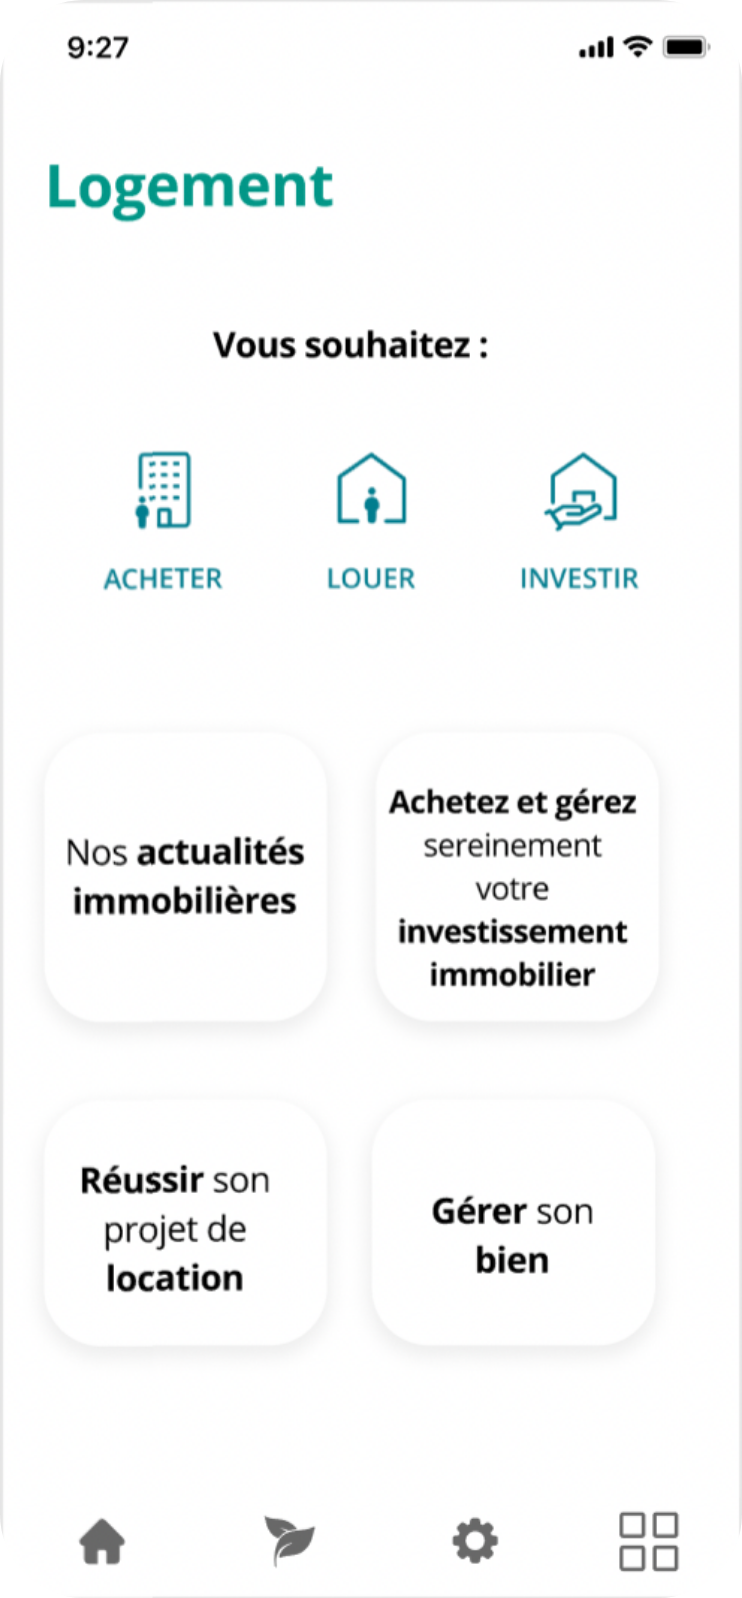 9:27
Logement
Vous souhaitez :
ACHETER
LOUER
INVESTIR
Nos actualités
immobilières
Achetez et gérez
sereinement
votre
investissement
immobilier
Réussir son
projet de
location
Gérer son
bien